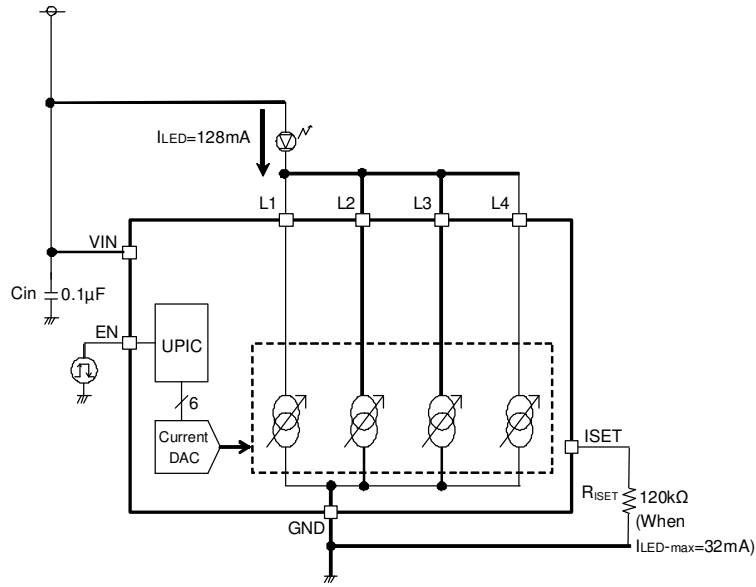 ILED=128mA
L1
L2
L3
L4
VIN
Cin
0.1µF
EN
UPIC
6
Current
DAC
ISET
RISET
120kΩ
(When
ILED-max=32mA)
GND